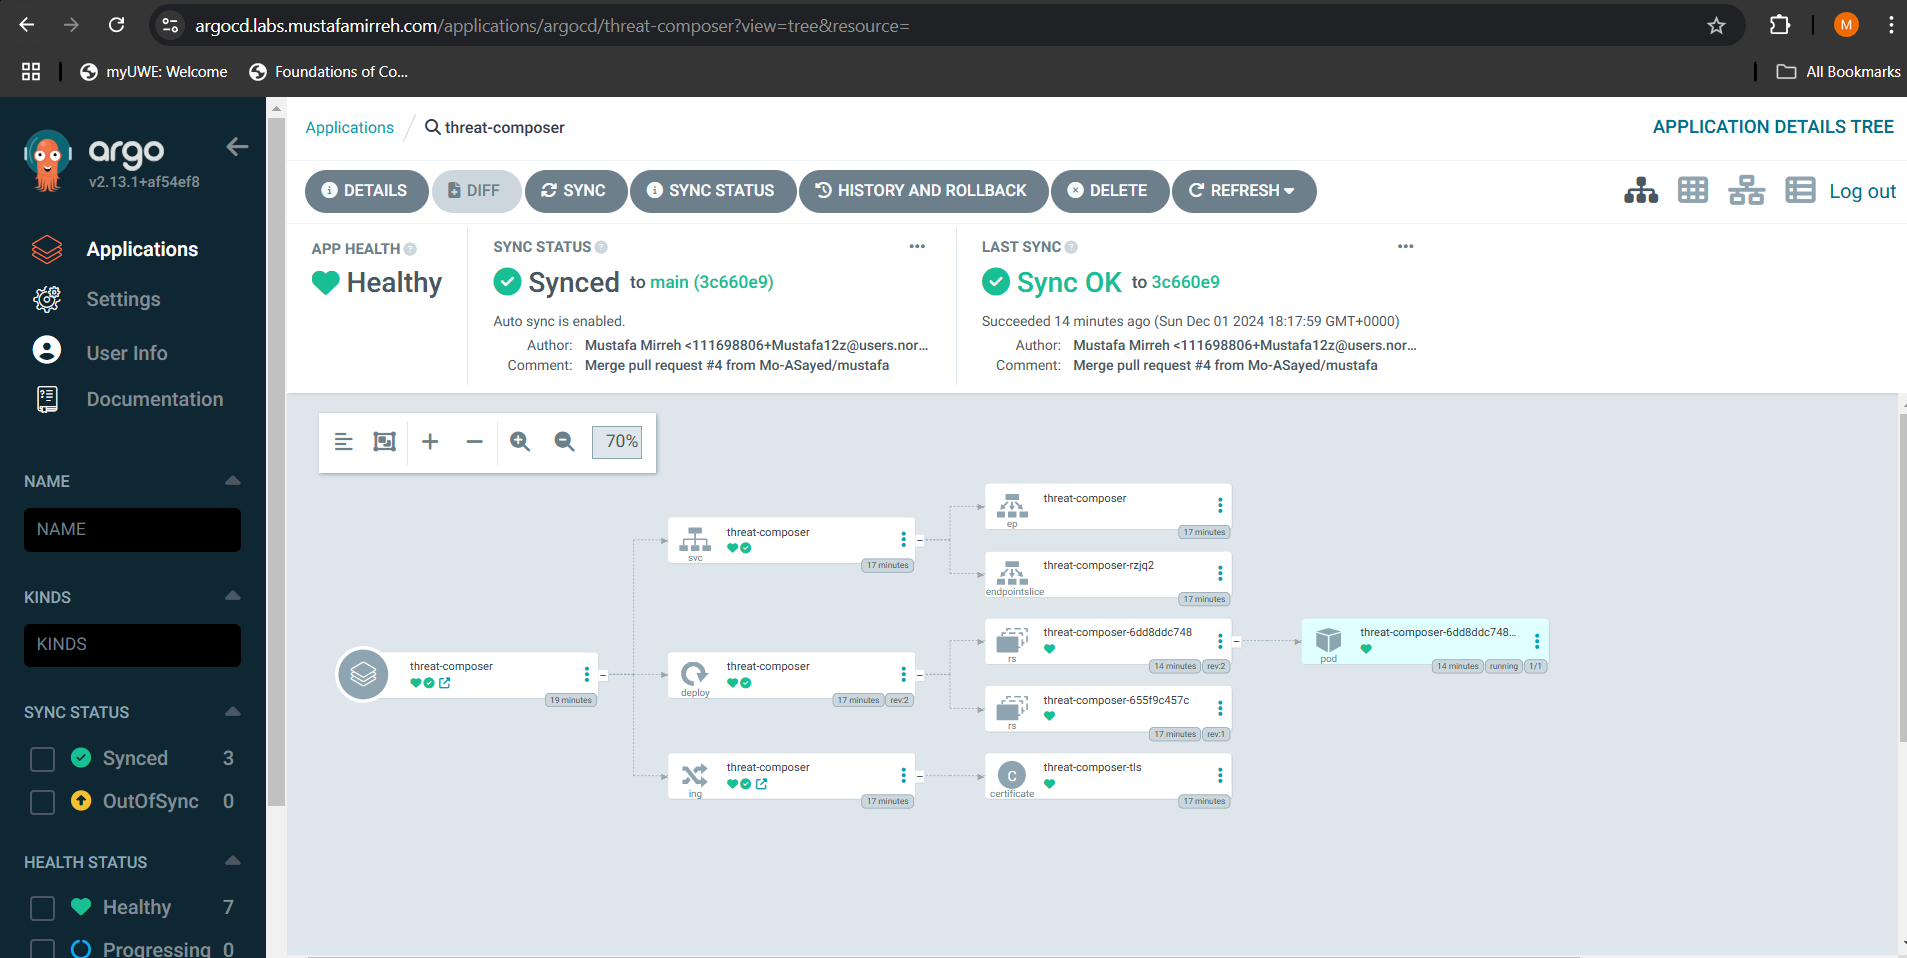 argocd.labs.mustafamirreh.com/applications/argocd/threat-composer?view=tree&resource=
M
myUWE: Welcome
Foundations of Co...
All Bookmarks
argo
v2.13.1+af54ef8
Applications
Settings
User Info
Documentation
NAME
NAME
KINDS
KINDS
SYNC STATUS
Synced 3
OutOfSync 0
HEALTH STATUS
Healthy 7
Progressing 0
Applications / threat-composer
APPLICATION DETAILS TREE
DETAILS
DIFF
SYNC
SYNC STATUS
HISTORY AND ROLLBACK
DELETE
REFRESH
Log out
APP HEALTH
Healthy
SYNC STATUS
Synced to main (3c660e9)
Auto sync is enabled.
Author: Mustafa Mirreh <111698806+Mustafa12z@users.nor...
Comment: Merge pull request #4 from Mo-ASayed/mustafa
LAST SYNC
Sync OK to 3c660e9
Succeeded 14 minutes ago (Sun Dec 01 2024 18:17:59 GMT+0000)
Author: Mustafa Mirreh <111698806+Mustafa12z@users.nor...
Comment: Merge pull request #4 from Mo-ASayed/mustafa
70%
threat-composer
19 minutes
threat-composer
svc
17 minutes
threat-composer
deploy
17 minutes rev:2
threat-composer
ing
17 minutes
threat-composer
ep
17 minutes
threat-composer-rzjq2
endpointslice
17 minutes
threat-composer-6dd8ddc748
rs
14 minutes rev:2
threat-composer-655f9c457c
rs
17 minutes rev:1
C
threat-composer-tls
certificate
17 minutes
threat-composer-6dd8ddc748...
pod
14 minutes running 1/1